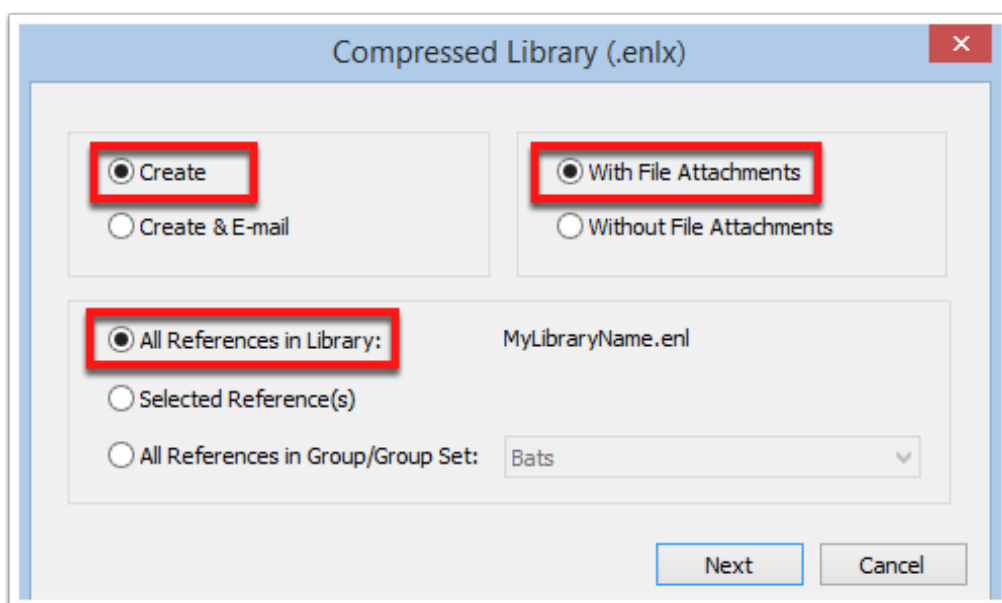 Compressed Library (.enlx)
Create
With File Attachments
Create & E-mail
Without File Attachments
All References in Library:
MyLibraryName.enl
Selected Reference(s)
All References in Group/Group Set:
Bats
Next
Cancel